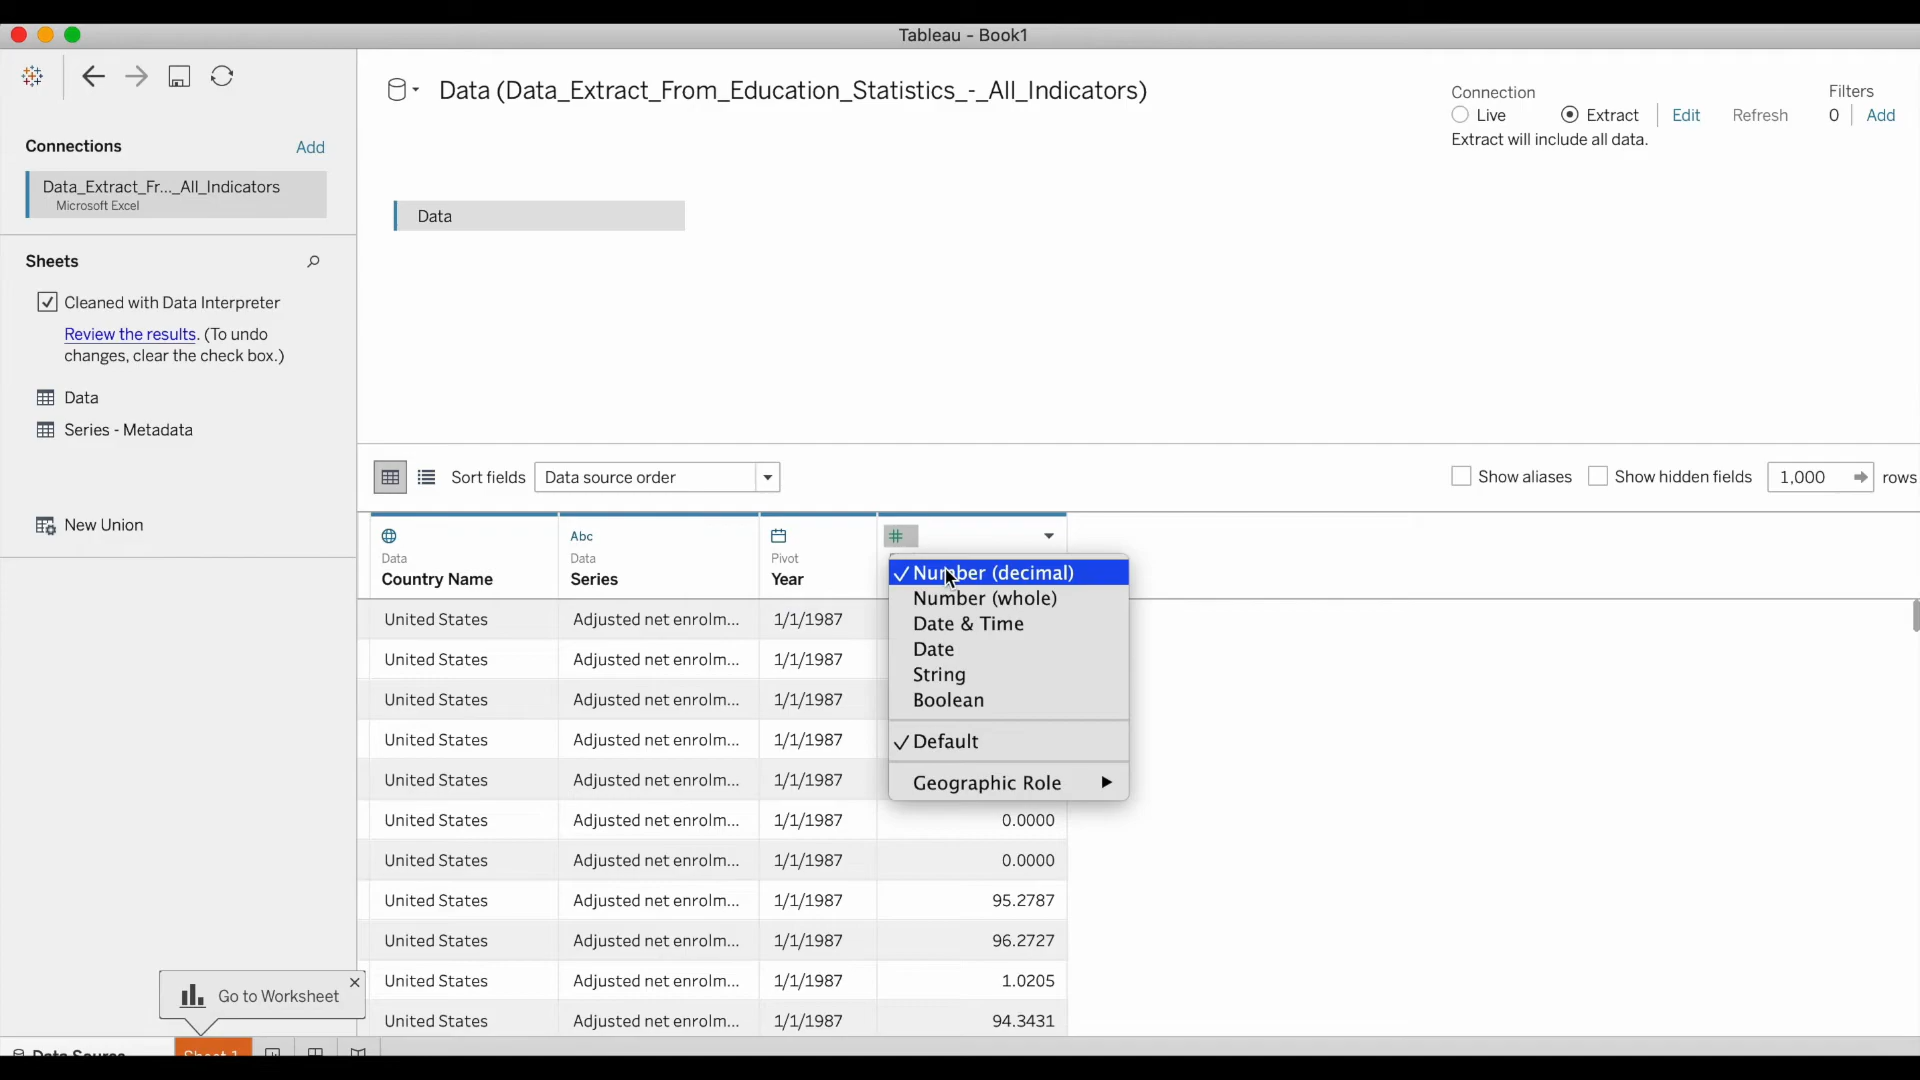 Tableau - Book1
Data (Data_Extract_From_Education_Statistics_-_All_Indicators)
Connection
Live
Extract
Edit
Refresh
Extract will include all data.
Filters
0
Add
Connections
Add
Data_Extract_Fr..._All_Indicators
Microsoft Excel
Data
Sheets
Cleaned with Data Interpreter
Review the results. (To undo
changes, clear the check box.)
Data
Series - Metadata
New Union
Sort fields
Data source order
Show aliases
Show hidden fields
1,000
rows
Data
Country Name
Abc
Data
Series
Pivot
Year
Number (decimal)
Number (whole)
Date & Time
Date
String
Boolean
Default
Geographic Role
United States Adjusted net enrolm... 1/1/1987
United States Adjusted net enrolm... 1/1/1987
United States Adjusted net enrolm... 1/1/1987
United States Adjusted net enrolm... 1/1/1987
United States Adjusted net enrolm... 1/1/1987
United States Adjusted net enrolm... 1/1/1987 0.0000
United States Adjusted net enrolm... 1/1/1987 0.0000
United States Adjusted net enrolm... 1/1/1987 95.2787
United States Adjusted net enrolm... 1/1/1987 96.2727
United States Adjusted net enrolm... 1/1/1987 1.0205
United States Adjusted net enrolm... 1/1/1987 94.3431
Go to Worksheet
Data Source
Sheet 1